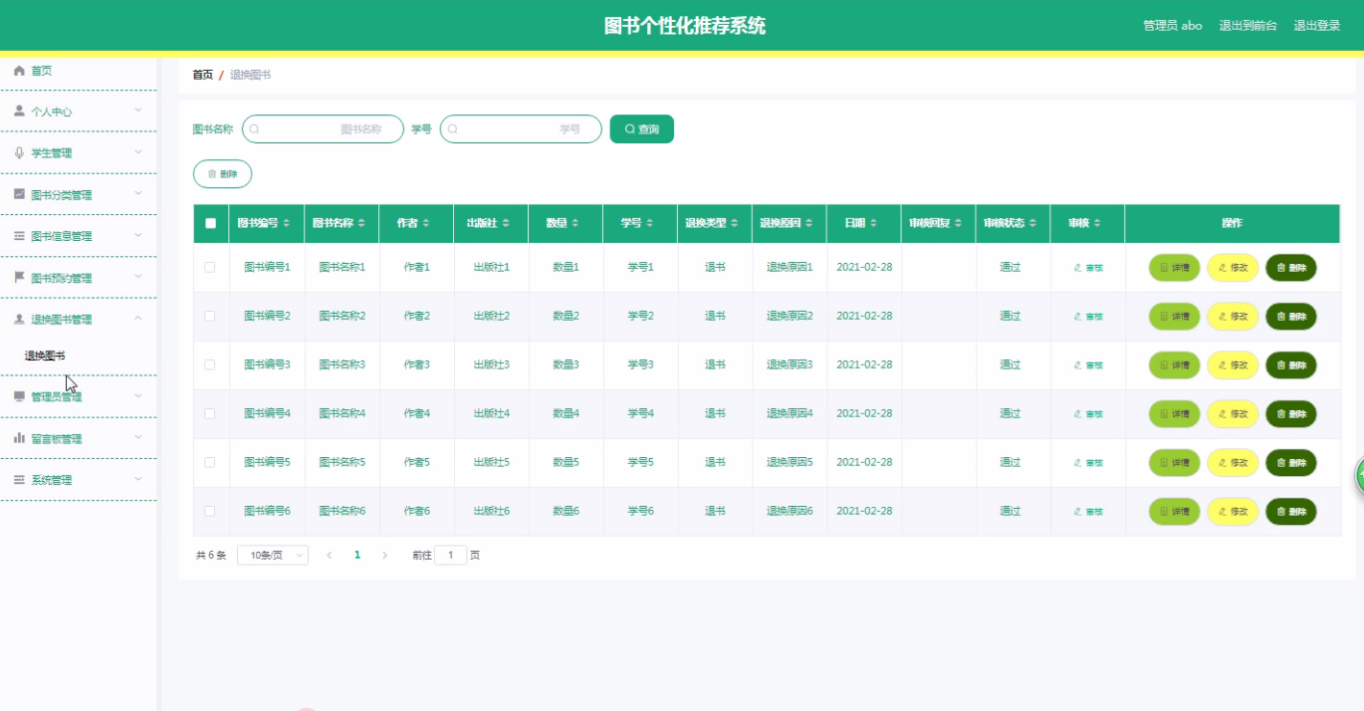 图书个性化推荐系统
管理员 abo 退出到前台 退出登录
首页
个人中心
学生管理
图书分类管理
图书信息管理
图书预约管理
退换图书管理
退换图书
管理员管理
留言板管理
系统管理
首页 / 退换图书
图书名称 图书名称 学号 学号 查询
删除
图书编号 图书名称 作者 出版社 数量 学号 退换类型 退换原因 日期 审核回复 审核状态 审核 操作
图书编号1 图书名称1 作者1 出版社1 数量1 学号1 退书 退换原因1 2021-02-28 通过 审核 详情 修改 删除
图书编号2 图书名称2 作者2 出版社2 数量2 学号2 退书 退换原因2 2021-02-28 通过 审核 详情 修改 删除
图书编号3 图书名称3 作者3 出版社3 数量3 学号3 退书 退换原因3 2021-02-28 通过 审核 详情 修改 删除
图书编号4 图书名称4 作者4 出版社4 数量4 学号4 退书 退换原因4 2021-02-28 通过 审核 详情 修改 删除
图书编号5 图书名称5 作者5 出版社5 数量5 学号5 退书 退换原因5 2021-02-28 通过 审核 详情 修改 删除
图书编号6 图书名称6 作者6 出版社6 数量6 学号6 退书 退换原因6 2021-02-28 通过 审核 详情 修改 删除
共 6 条 10条/页 1 前往 1 页